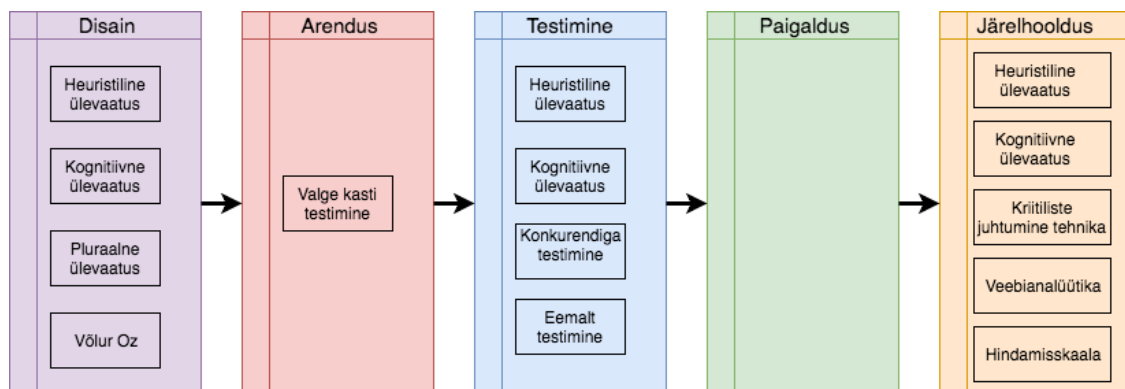 Disain
Heuristiline
ülevaatus
Kognitiivne
ülevaatus
Pluraalne
ülevaatus
Võlur Oz
Arendus
Valge kasti
testimine
Testimine
Heuristiline
ülevaatus
Kognitiivne
ülevaatus
Konkurendiga
testimine
Eemalt
testimine
Paigaldus
Järelhooldus
Heuristiline
ülevaatus
Kognitiivne
ülevaatus
Kriitiliste
juhtumine tehnika
Veebianalüütika
Hindamisskaala